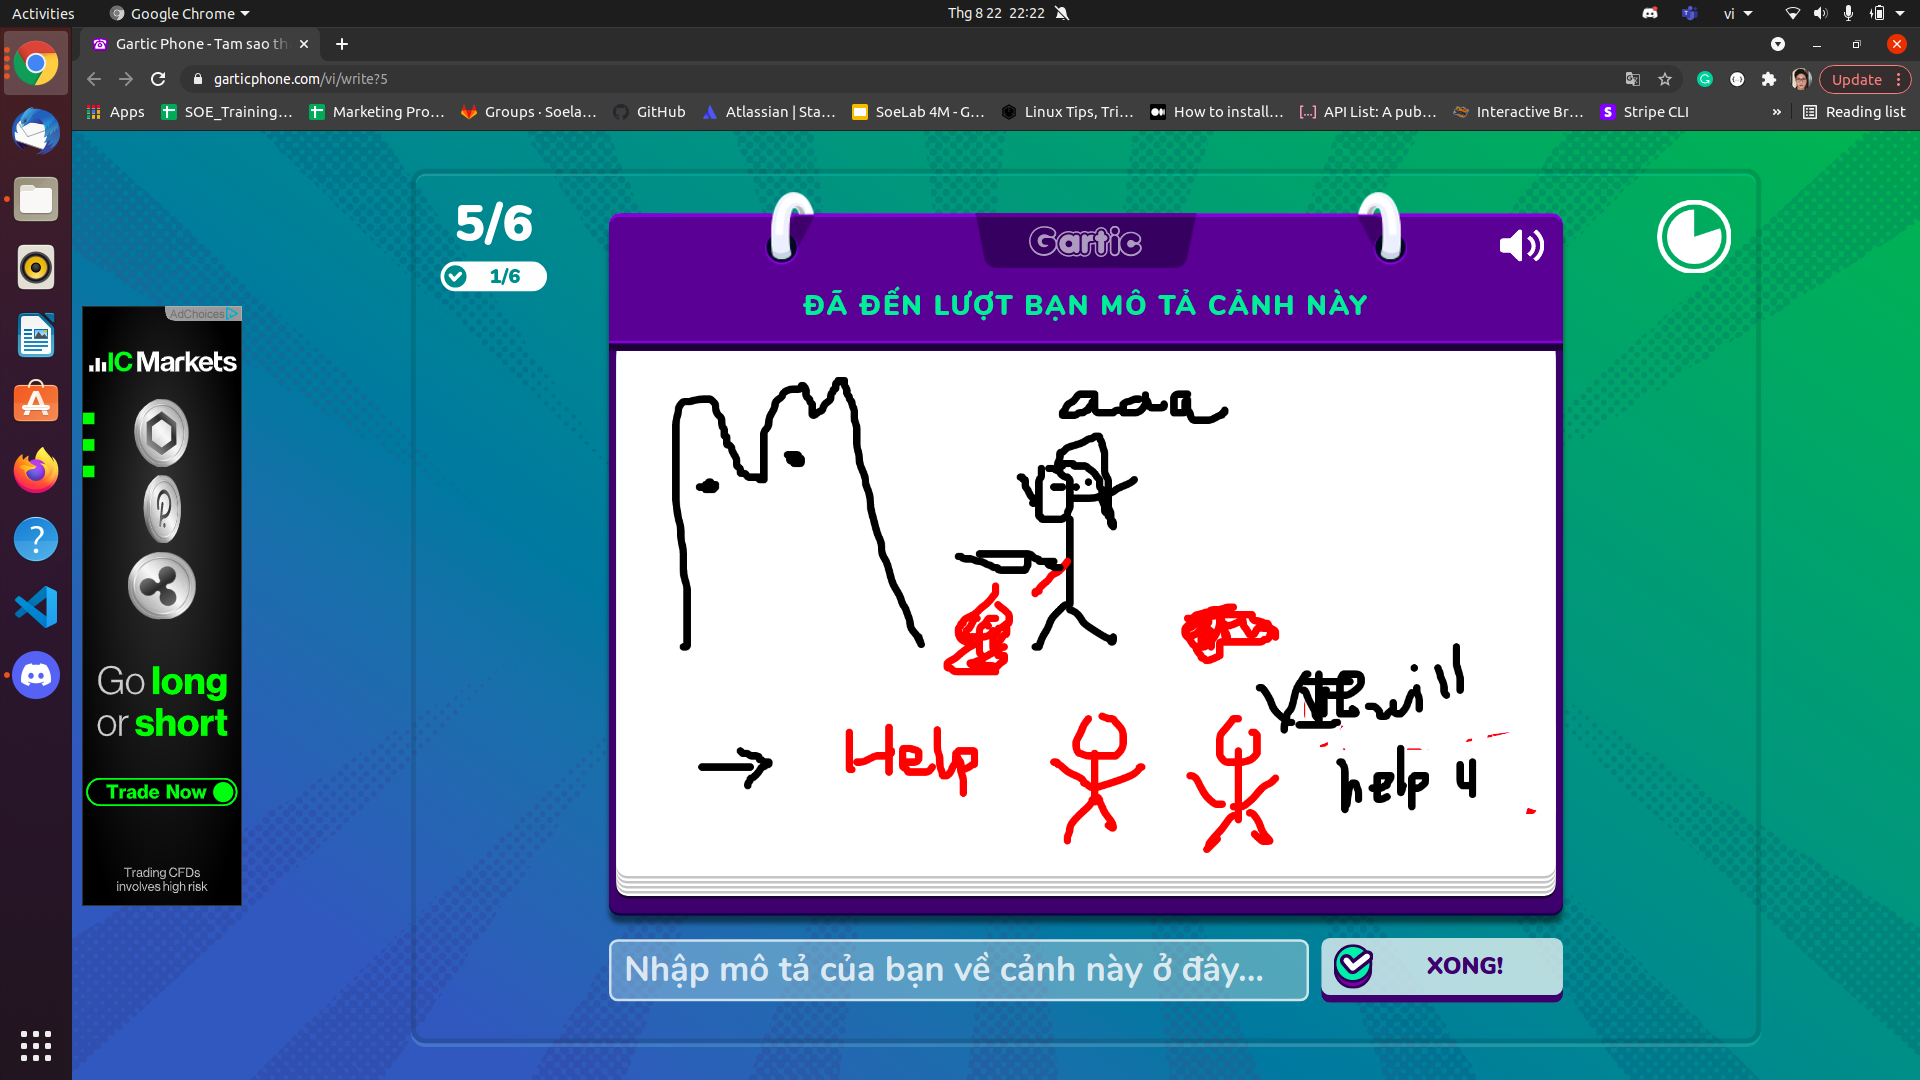 Activities Google Chrome Thg 8 22 22:22 vi
Gartic Phone - Tam sao th
garticphone.com/vi/write?5 Update
Apps SOE_Training... Marketing Pro... Groups · Soela... GitHub Atlassian | Sta... SoeLab 4M - G... Linux Tips, Tri... How to install... API List: A pub... Interactive Br... Stripe CLI » Reading list
5/6
1/6
Gartic
ĐÃ ĐẾN LƯỢT BẠN MÔ TẢ CẢNH NÀY
AdChoices
IC Markets
Go long
or short
Trade Now
Trading CFDs
involves high risk
aaa
will
Help
help 4
Nhập mô tả của bạn về cảnh này ở đây...
XONG!